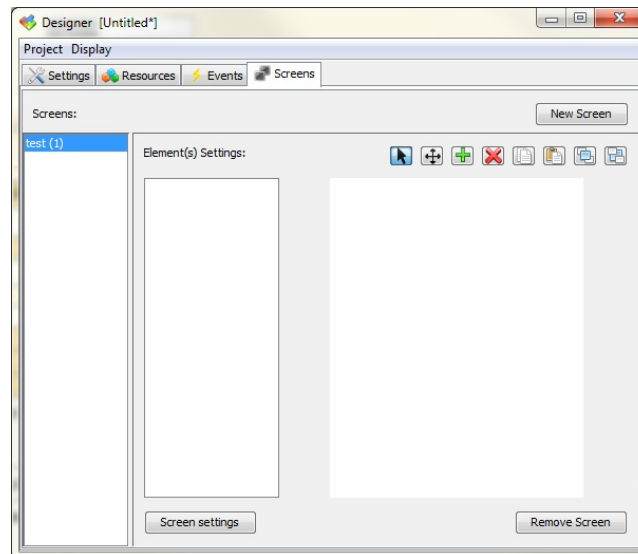 Designer [Untitled*]
Project Display
Settings Resources Events Screens
Screens: New Screen
test (1)
Element(s) Settings:
Screen settings Remove Screen